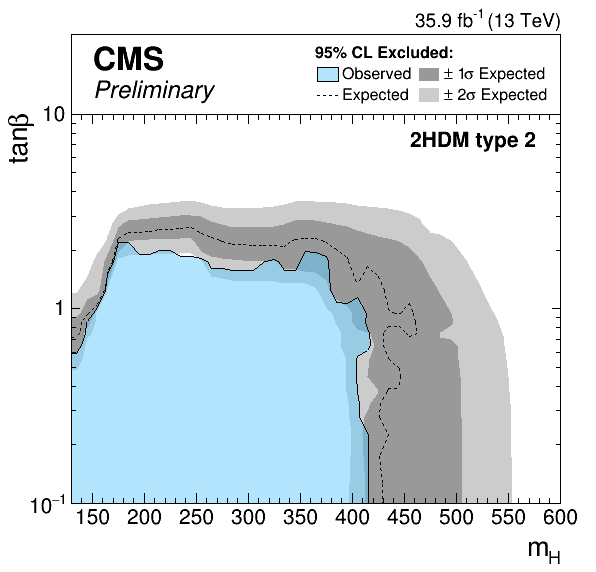 35.9 fb⁻¹ (13 TeV)
CMS
Preliminary
95% CL Excluded:
Observed
± 1σ Expected
Expected
± 2σ Expected
2HDM type 2
tanβ
10
1
10⁻¹
150 200 250 300 350 400 450 500 550 600
m_H